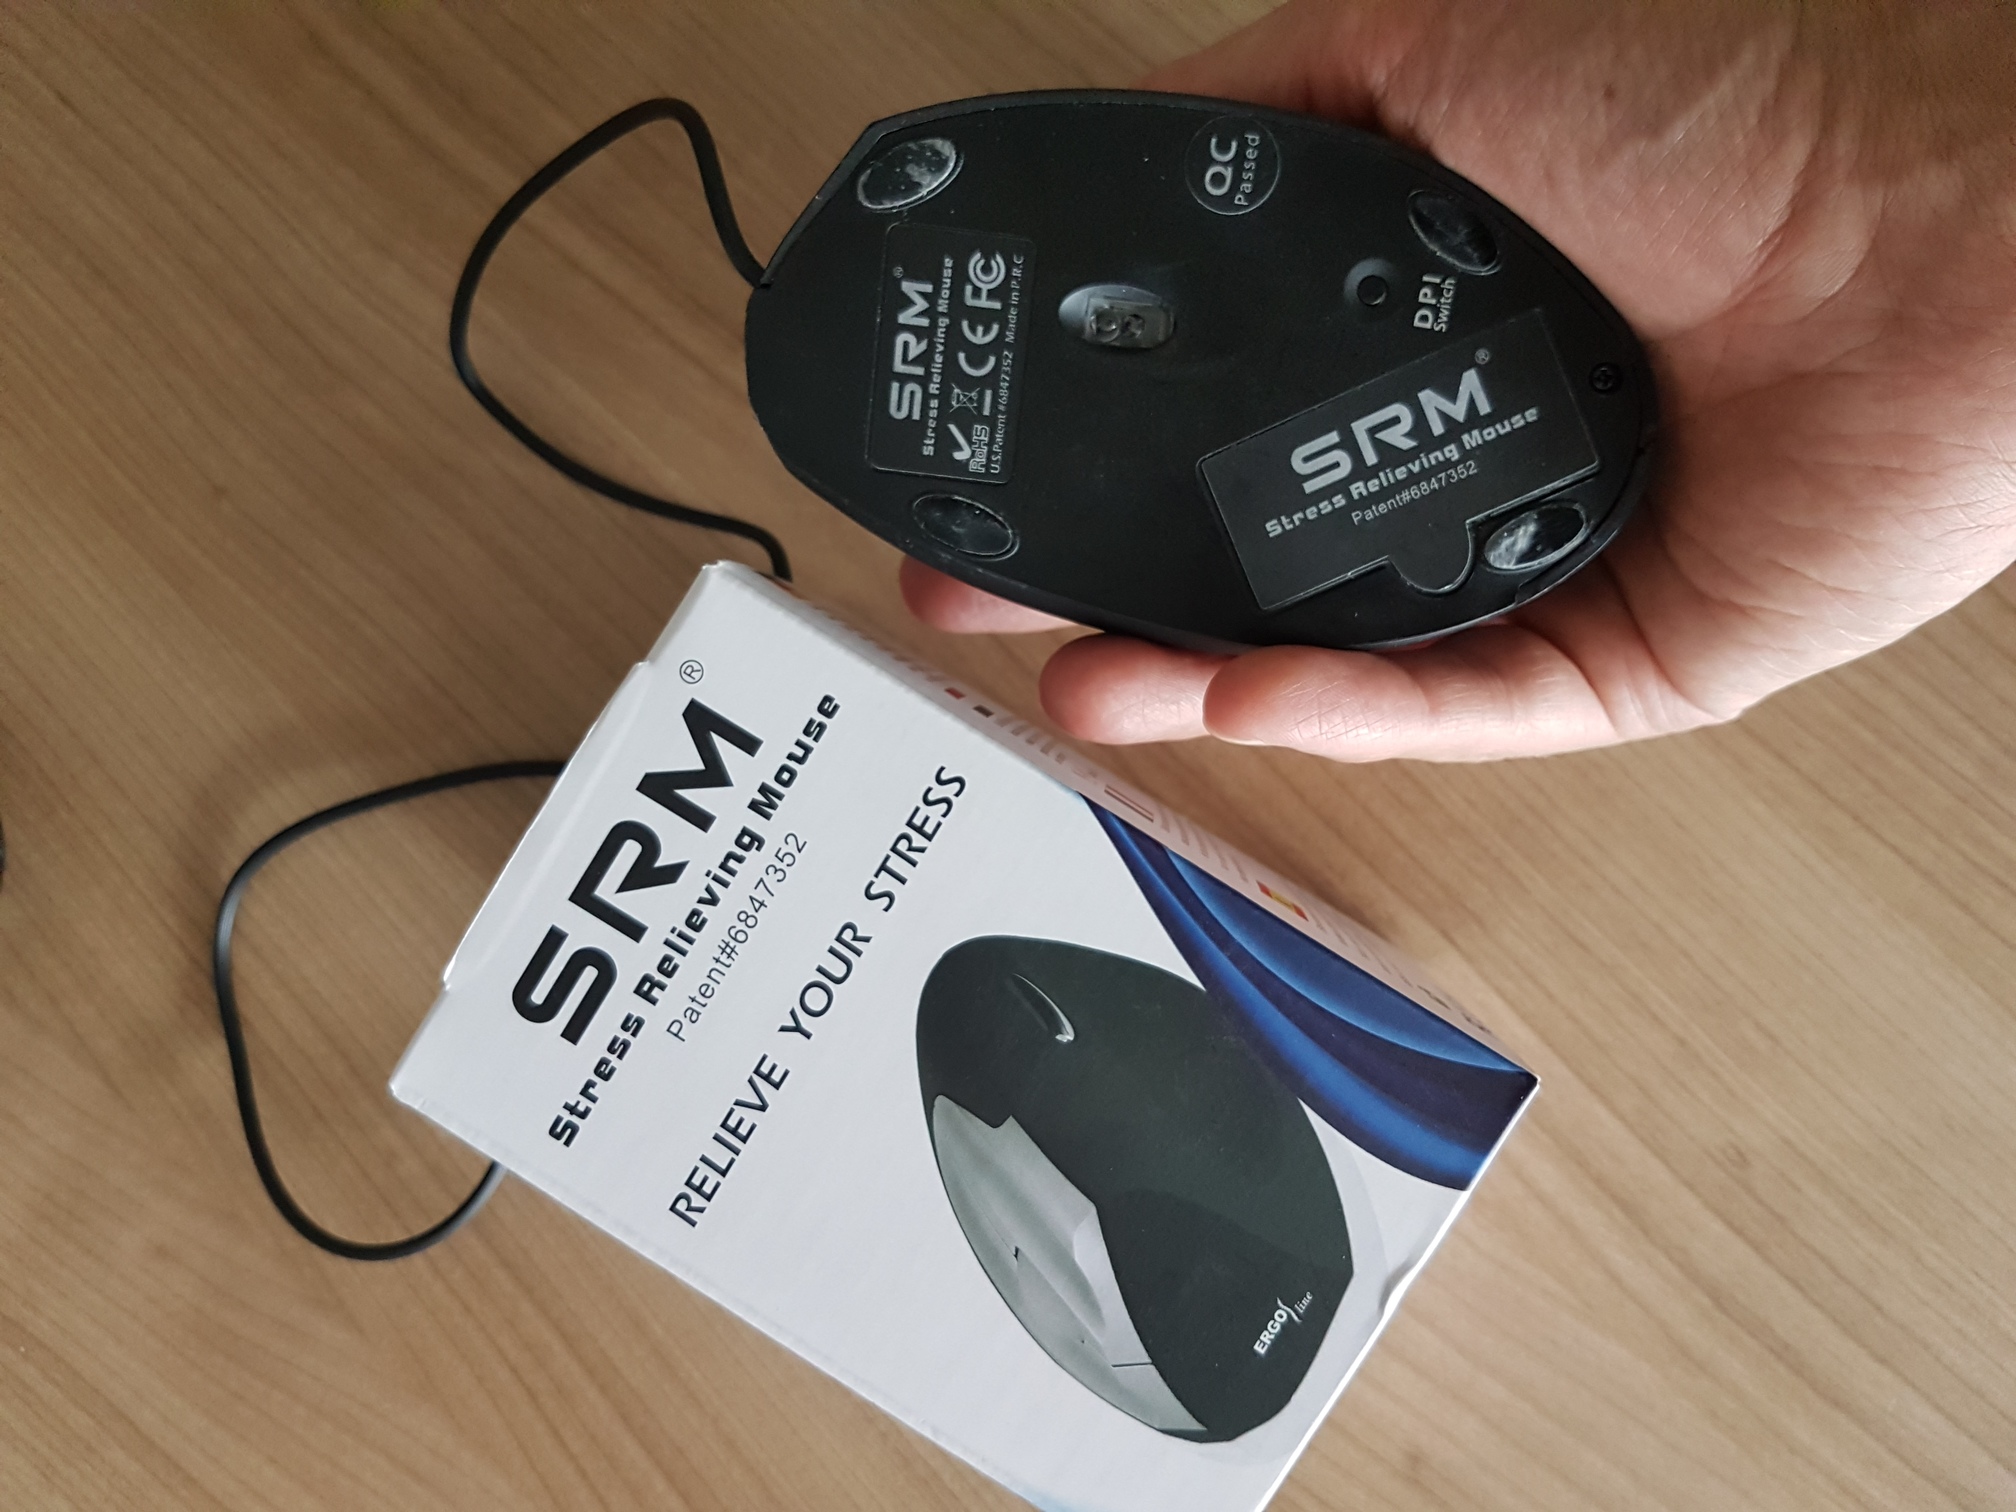 SRM®
Stress Relieving Mouse
Patent#6847352
RELIEVE YOUR STRESS
ERGO
line
SRM®
Stress Relieving Mouse
RoHS CE FC
U.S.Patent #6847352 Made in P.R.C
QC
Passed
DPI
Switch
SRM®
Stress Relieving Mouse
Patent#6847352